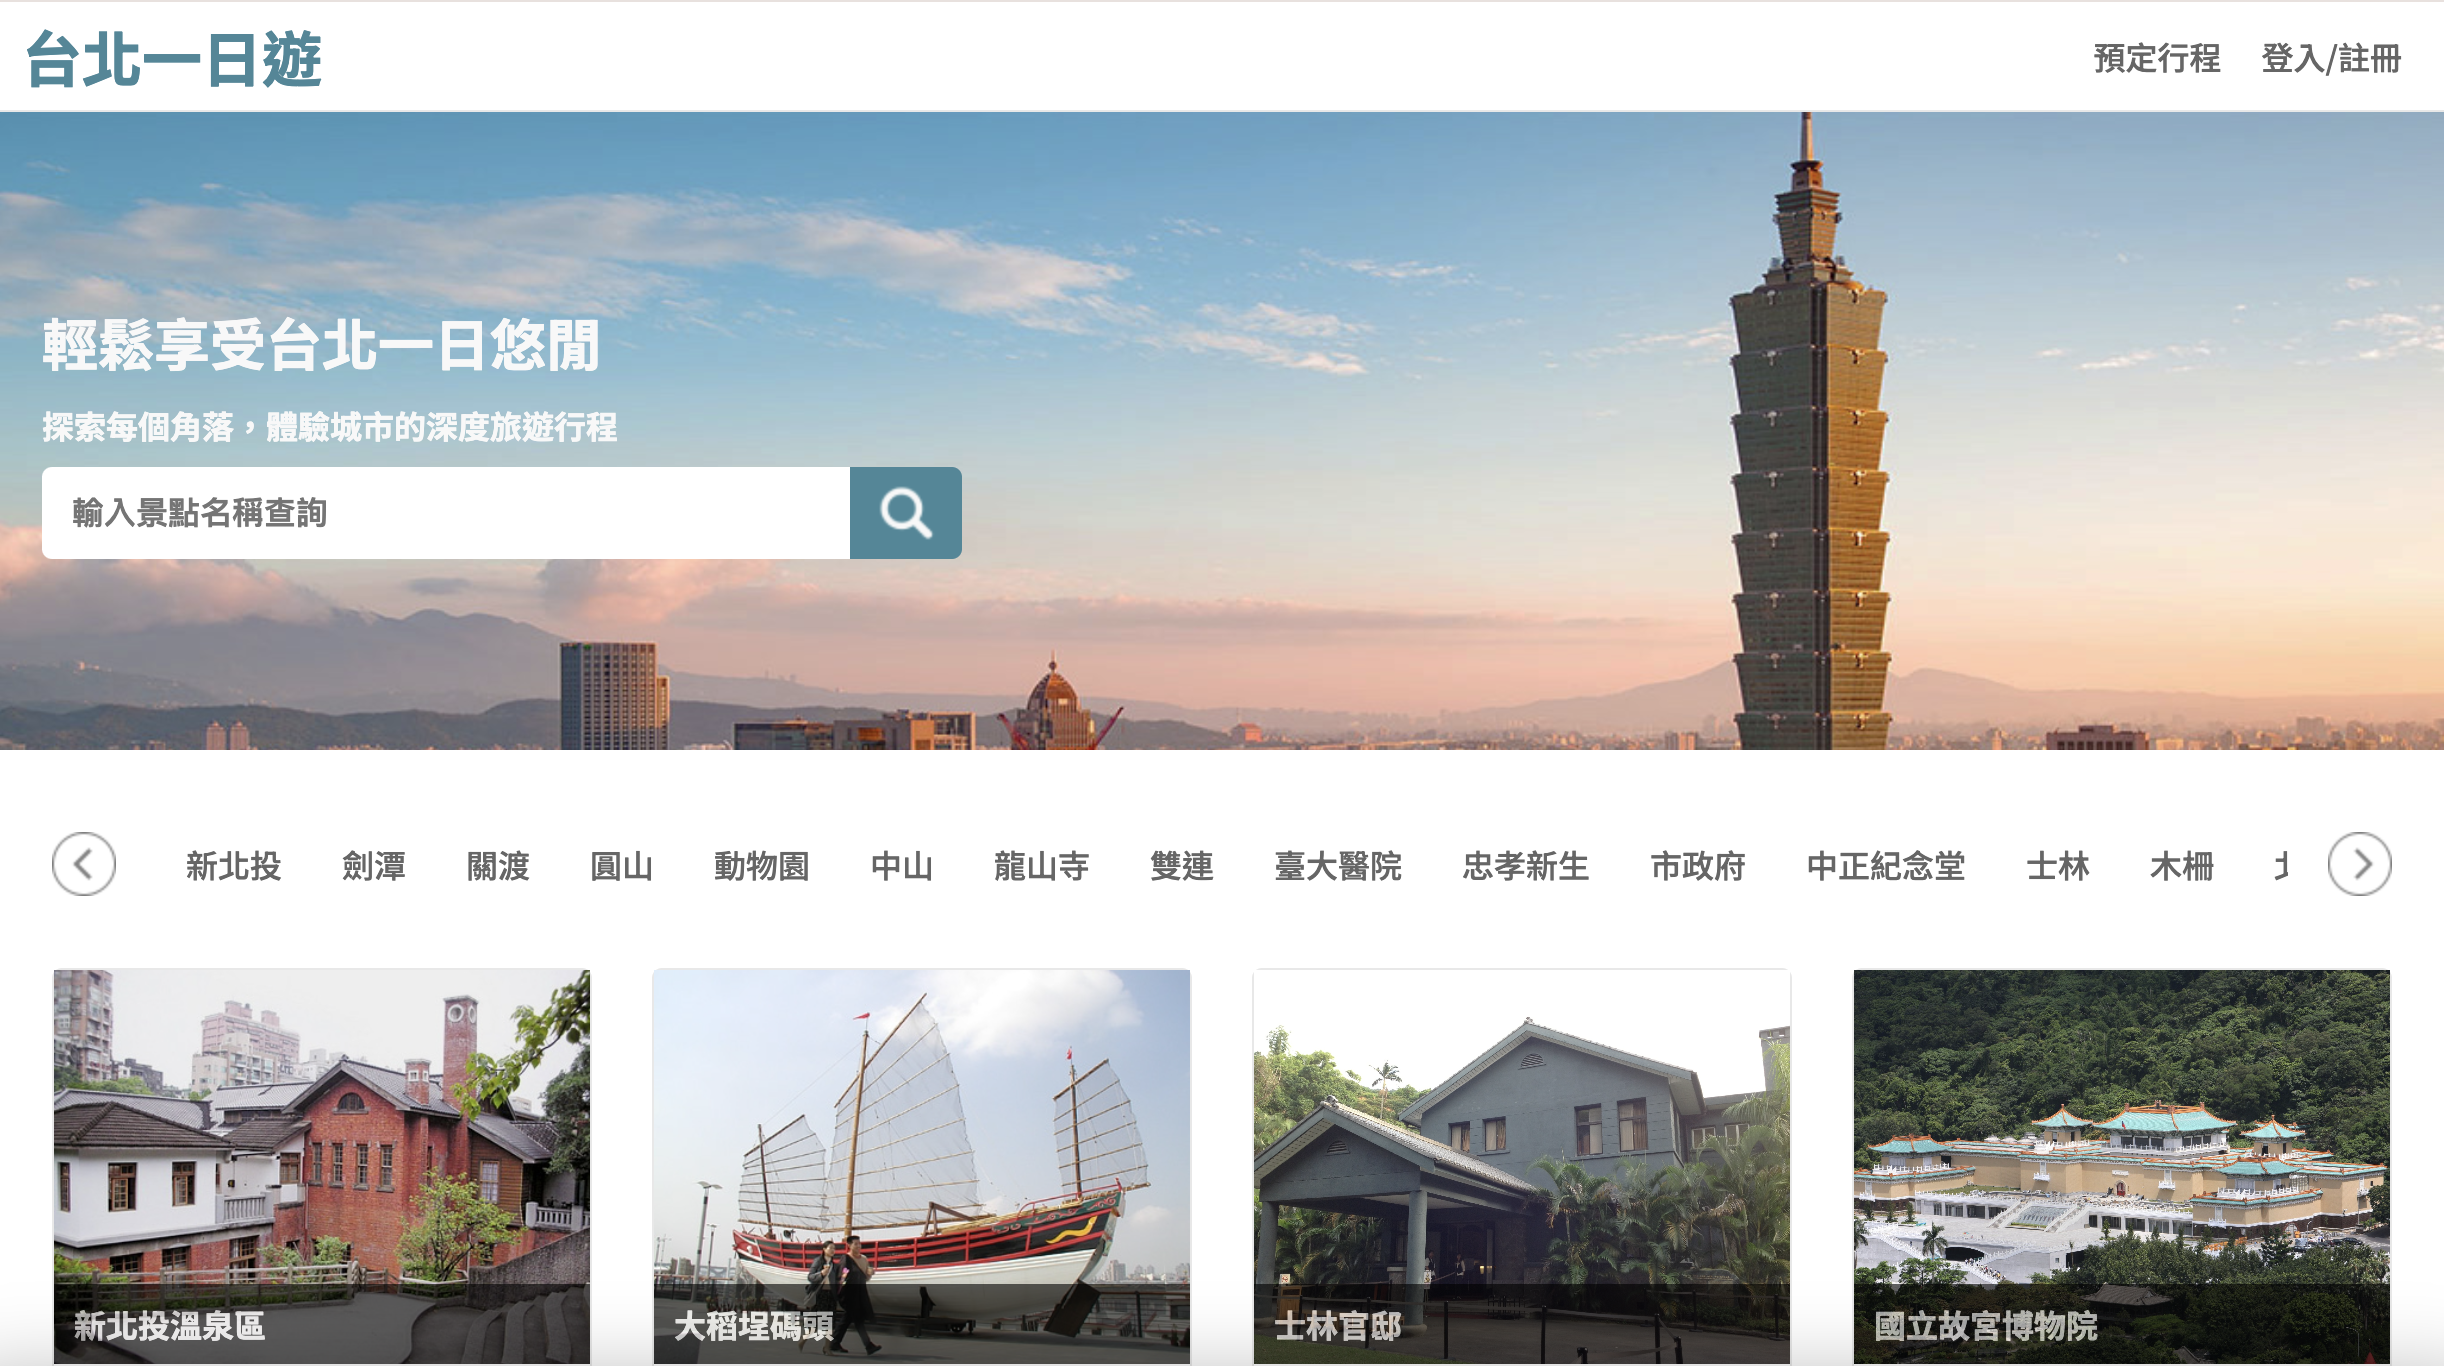 台北一日遊
預定行程 登入/註冊
輕鬆享受台北一日悠閒
探索每個角落，體驗城市的深度旅遊行程
輸入景點名稱查詢
新北投 劍潭 關渡 圓山 動物園 中山 龍山寺 雙連 臺大醫院 忠孝新生 市政府 中正紀念堂 士林 木柵
新北投溫泉區 大稻埕碼頭 士林官邸 國立故宮博物院